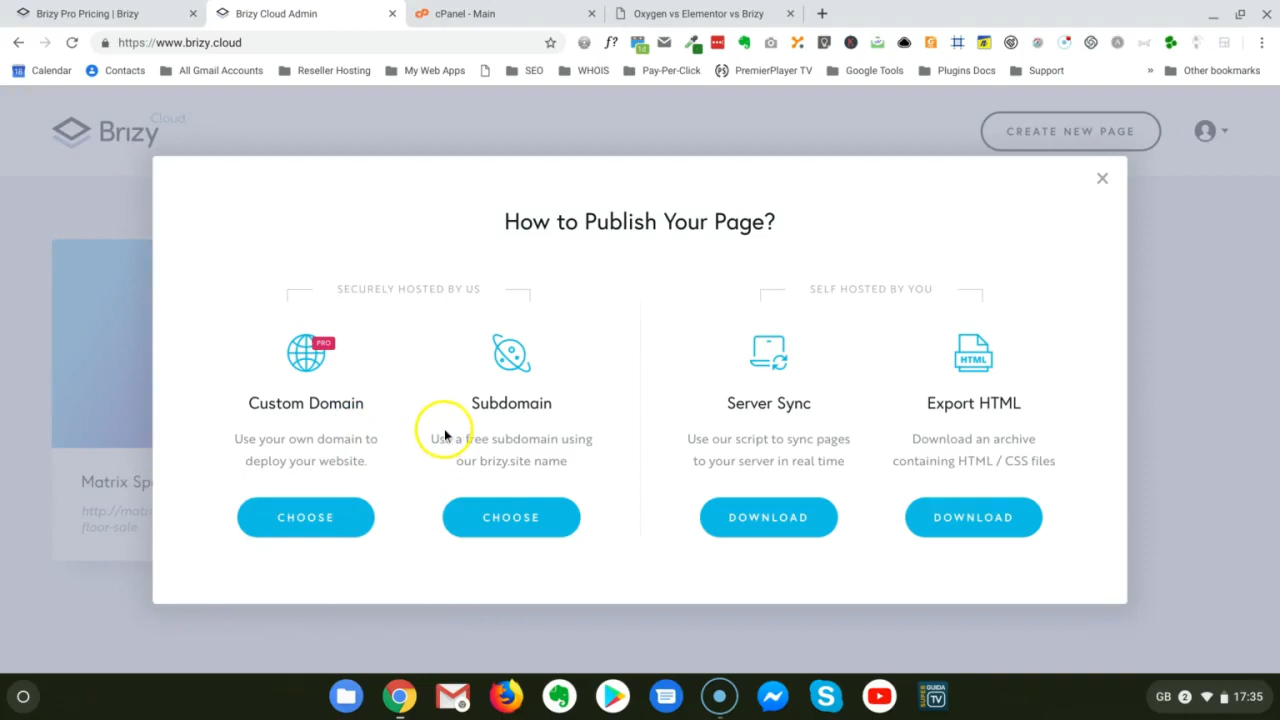 Brizy Pro Pricing | Brizy
Brizy Cloud Admin
cPanel - Main
Oxygen vs Elementor vs Brizy
https://www.brizy.cloud
Calendar
Contacts
All Gmail Accounts
Reseller Hosting
My Web Apps
SEO
WHOIS
Pay-Per-Click
PremierPlayer TV
Google Tools
Plugins Docs
Support
»
Other bookmarks
Brizy Cloud
CREATE NEW PAGE
How to Publish Your Page?
SECURELY HOSTED BY US
SELF HOSTED BY YOU
PRO
HTML
Custom Domain
Subdomain
Server Sync
Export HTML
Use your own domain to
deploy your website.
Use a free subdomain using
our brizy.site name
Use our script to sync pages
to your server in real time
Download an archive
containing HTML / CSS files
CHOOSE
CHOOSE
DOWNLOAD
DOWNLOAD
Matrix Sp
http://mat
floor-sale
SUPER GUIDA TV
GB 2 17:35